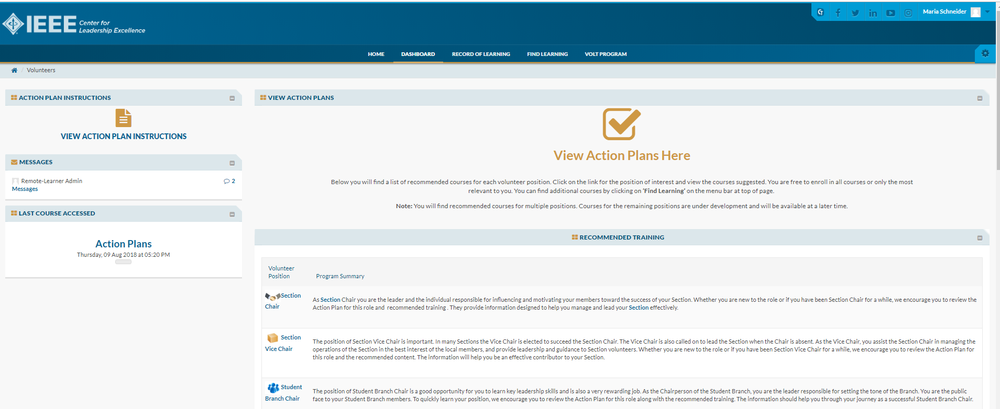 IEEE Center for
Leadership Excellence
Maria Schneider
HOME DASHBOARD RECORD OF LEARNING FIND LEARNING VOLT PROGRAM
/ Volunteers
ACTION PLAN INSTRUCTIONS
VIEW ACTION PLAN INSTRUCTIONS
MESSAGES
Remote-Learner Admin 2
Messages
LAST COURSE ACCESSED
Action Plans
Thursday, 09 Aug 2018 at 05:20 PM
VIEW ACTION PLANS
View Action Plans Here
Below you will find a list of recommended courses for each volunteer position. Click on the link for the position of interest and view the courses suggested. You are free to enroll in all courses or only the most
relevant to you. You can find additional courses by clicking on ‘Find Learning’ on the menu bar at top of page.
Note: You will find recommended courses for multiple positions. Courses for the remaining positions are under development and will be available at a later time.
RECOMMENDED TRAINING
Volunteer
Position
Program Summary
Section
Chair
As Section Chair you are the leader and the individual responsible for influencing and motivating your members toward the success of your Section. Whether you are new to the role or if you have been Section Chair for a while, we encourage you to review the
Action Plan for this role and recommended training . They provide information designed to help you manage and lead your Section effectively.
Section
Vice Chair
The position of Section Vice Chair is important. In many Sections the Vice Chair is elected to succeed the Section Chair. The Vice Chair is also called on to lead the Section when the Chair is absent. As the Vice Chair, you assist the Section Chair in managing the
operations of the Section in the best interest of the local members, and provide leadership and guidance to Section volunteers. Whether you are new to the role or if you have been Section Vice Chair for a while, we encourage you to review the Action Plan for
this role and the recommended content. The information will help you be an effective contributor to your Section.
Student
Branch Chair
The position of Student Branch Chair is a good opportunity for you to learn key leadership skills and is also a very rewarding job. As the Chairperson of the Student Branch, you are the leader responsible for setting the tone of the Branch. You are the public
face to your Student Branch members. To quickly learn your position, we encourage you to review the Action Plan for this role along with the recommended training. The information should help you through your journey as a successful Student Branch Chair.